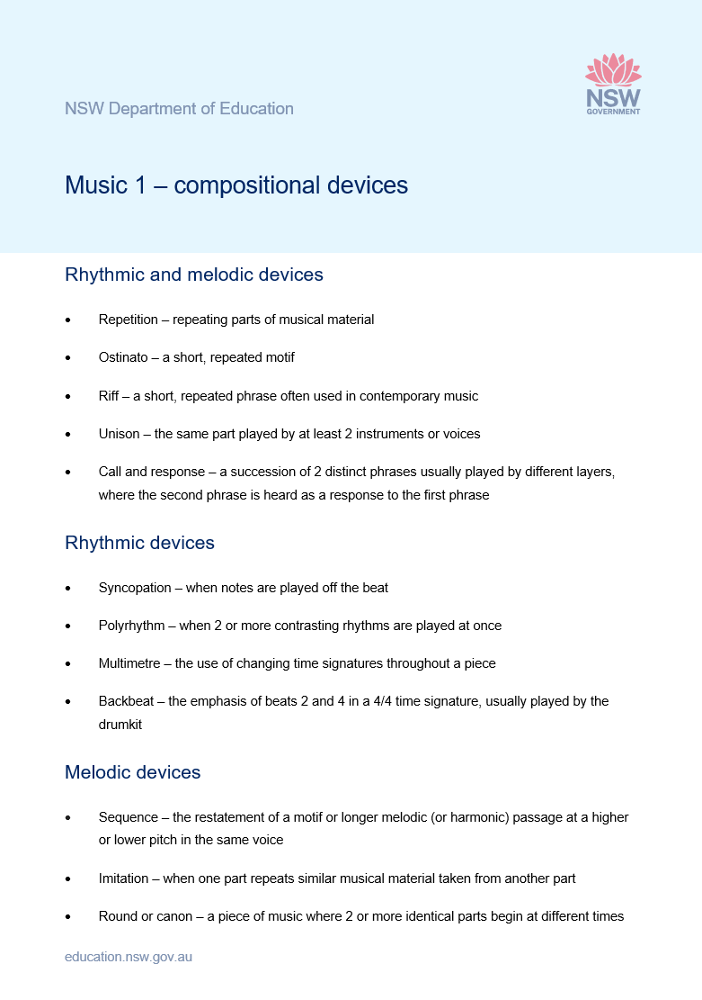 NSW Department of Education
NSW
GOVERNMENT
Music 1 – compositional devices
Rhythmic and melodic devices
• Repetition – repeating parts of musical material
• Ostinato – a short, repeated motif
• Riff – a short, repeated phrase often used in contemporary music
• Unison – the same part played by at least 2 instruments or voices
• Call and response – a succession of 2 distinct phrases usually played by different layers,
where the second phrase is heard as a response to the first phrase
Rhythmic devices
• Syncopation – when notes are played off the beat
• Polyrhythm – when 2 or more contrasting rhythms are played at once
• Multimetre – the use of changing time signatures throughout a piece
• Backbeat – the emphasis of beats 2 and 4 in a 4/4 time signature, usually played by the
drumkit
Melodic devices
• Sequence – the restatement of a motif or longer melodic (or harmonic) passage at a higher
or lower pitch in the same voice
• Imitation – when one part repeats similar musical material taken from another part
• Round or canon – a piece of music where 2 or more identical parts begin at different times
education.nsw.gov.au